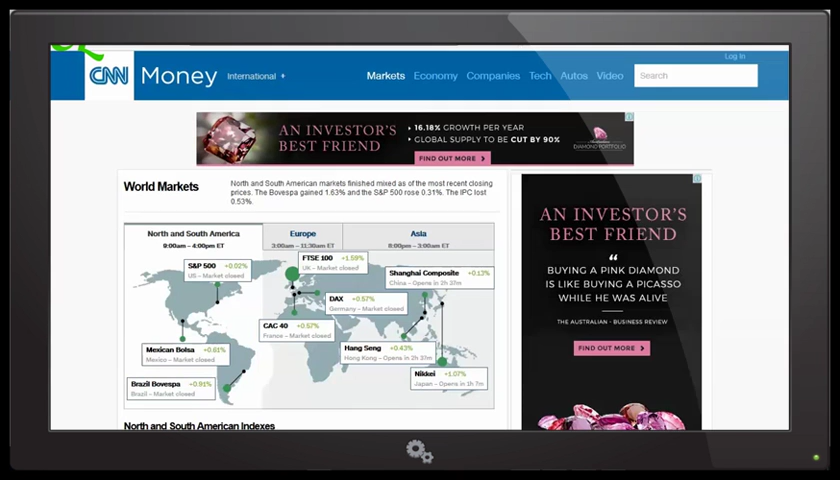 Log In
CNN Money International
Markets Economy Companies Tech Autos Video Search
AN INVESTOR'S
BEST FRIEND
16.18% GROWTH PER YEAR
GLOBAL SUPPLY TO BE CUT BY 90%
FIND OUT MORE
DIAMOND PORTFOLIO
World Markets
North and South American markets finished mixed as of the most recent closing
prices. The Bovespa gained 1.63% and the S&P 500 rose 0.31%. The IPC lost
0.53%.
North and South America
9:00am – 4:00pm ET
Europe
3:00am – 11:30am ET
Asia
8:00pm – 3:00am ET
S&P 500 +0.02%
US – Market closed
FTSE 100 +1.59%
UK – Market closed
Shanghai Composite +0.13%
China – Opens in 2h 37m
DAX +0.57%
Germany – Market closed
CAC 40 +0.57%
France – Market closed
Hang Seng +0.43%
Hong Kong – Opens in 2h 37m
Mexican Bolsa +0.81%
Mexico – Market closed
Nikkei +1.07%
Japan – Opens in 1h 7m
Brazil Bovespa +0.91%
Brazil – Market closed
North and South American Indexes
AN INVESTOR'S
BEST FRIEND
“
BUYING A PINK DIAMOND
IS LIKE BUYING A PICASSO
WHILE HE WAS ALIVE
THE AUSTRALIAN - BUSINESS REVIEW
FIND OUT MORE